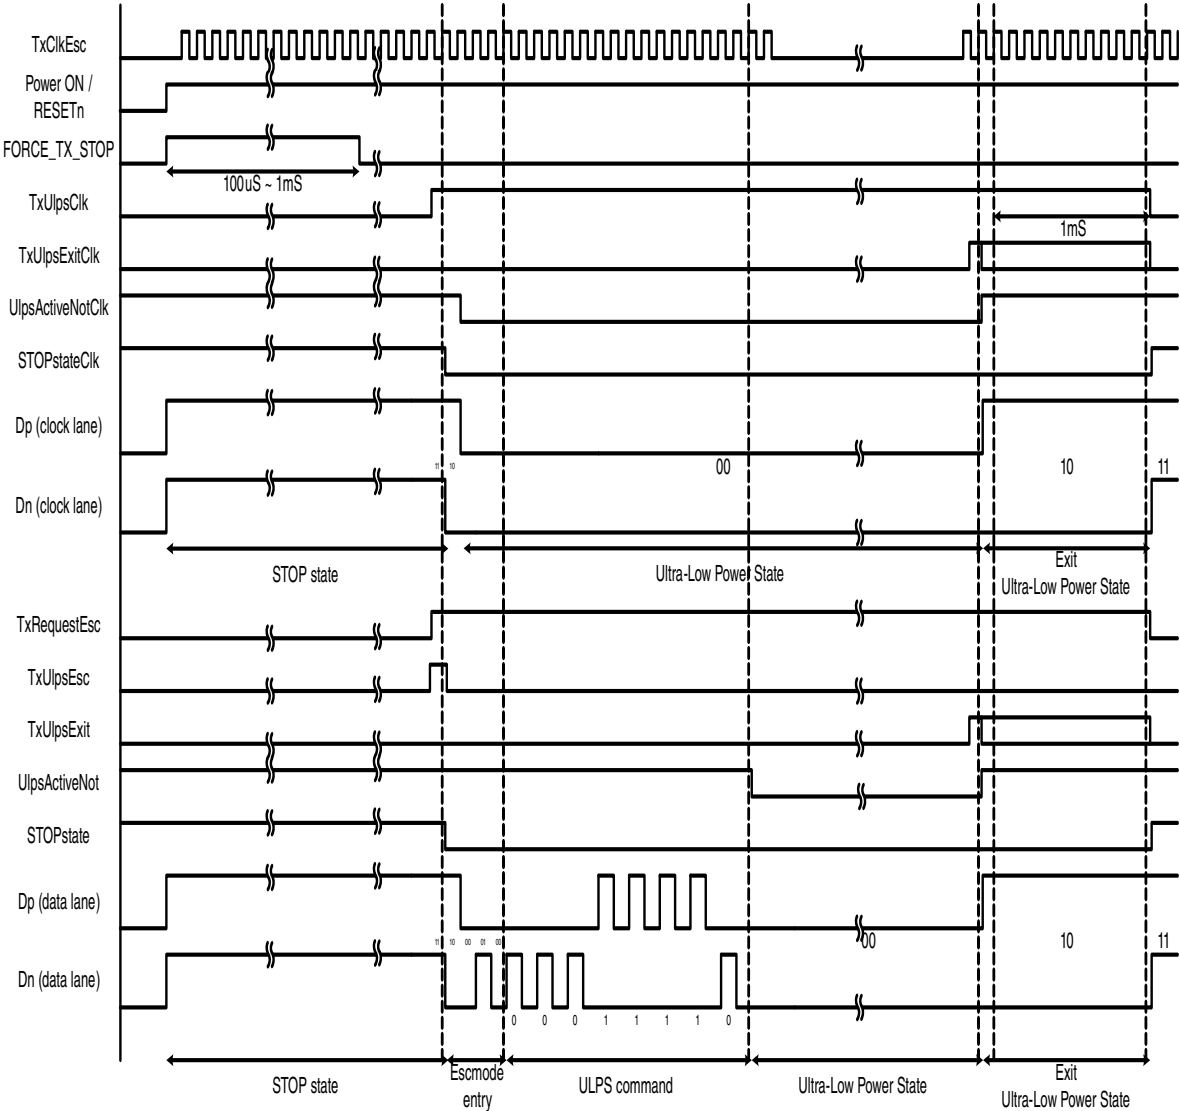 TxClkEsc
Power ON /
RESETn
FORCE_TX_STOP
100uS ~ 1mS
TxUlpsClk
1mS
TxUlpsExitClk
UlpsActiveNotClk
STOPstateClk
Dp (clock lane)
11 10 00 10 11
Dn (clock lane)
STOP state Ultra-Low Power State Exit
Ultra-Low Power State
TxRequestEsc
TxUlpsEsc
TxUlpsExit
UlpsActiveNot
STOPstate
Dp (data lane)
11 10 00 01 00 00 10 11
Dn (data lane)
0 0 0 1 1 1 1 0
STOP state Escmode entry ULPS command Ultra-Low Power State Exit
Ultra-Low Power State